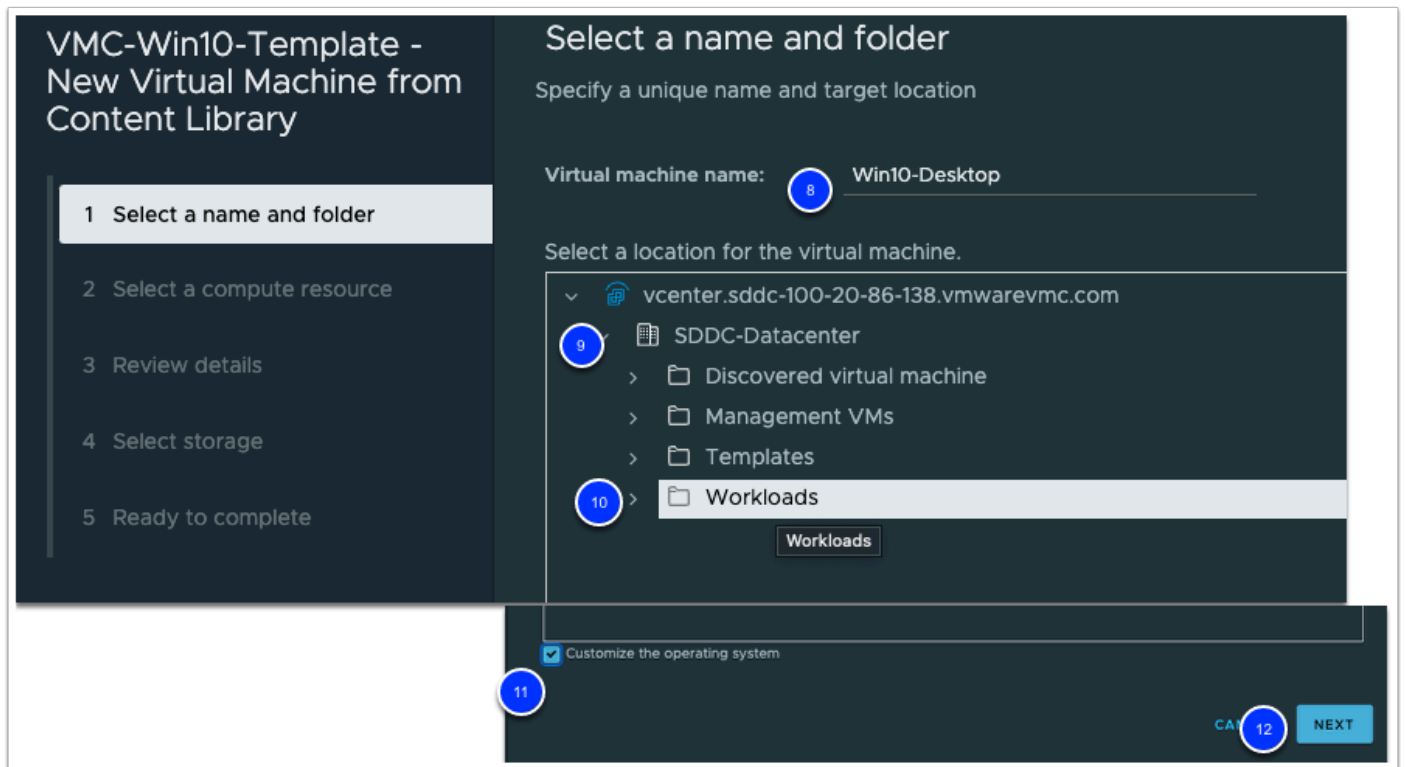 VMC-Win10-Template -
New Virtual Machine from
Content Library
1 Select a name and folder
2 Select a compute resource
3 Review details
4 Select storage
5 Ready to complete
Select a name and folder
Specify a unique name and target location
Virtual machine name: 8 Win10-Desktop
Select a location for the virtual machine.
vcenter.sddc-100-20-86-138.vmwarevmc.com
9 SDDC-Datacenter
Discovered virtual machine
Management VMs
Templates
10 Workloads
Workloads
Customize the operating system
11
12 NEXT